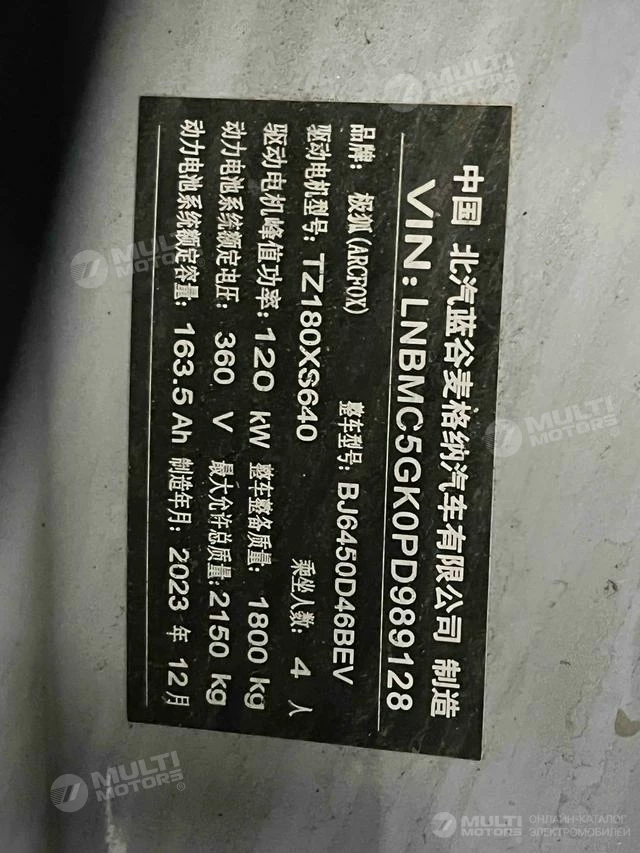 中国 北汽蓝谷麦格纳汽车有限公司 制造
VIN: LNBMC5GK0PD989128
品牌: 极狐(ARCFOX) 整车型号: BJ6450D46BEV
驱动电机型号: TZ180XS640 乘坐人数: 4 人
驱动电机峰值功率: 120 kW 整车整备质量: 1800 kg
动力电池系统额定电压: 360 V 最大允许总质量: 2150 kg
动力电池系统额定容量: 163.5 Ah 制造年月: 2023 年 12 月
MULTI
MOTORS
MULTI
MOTORS
MULTI
MOTORS
MULTI
MOTORS
MULTI
MOTORS
ОНЛАЙН-КАТАЛОГ
ЭЛЕКТРОМОБИЛЕЙ